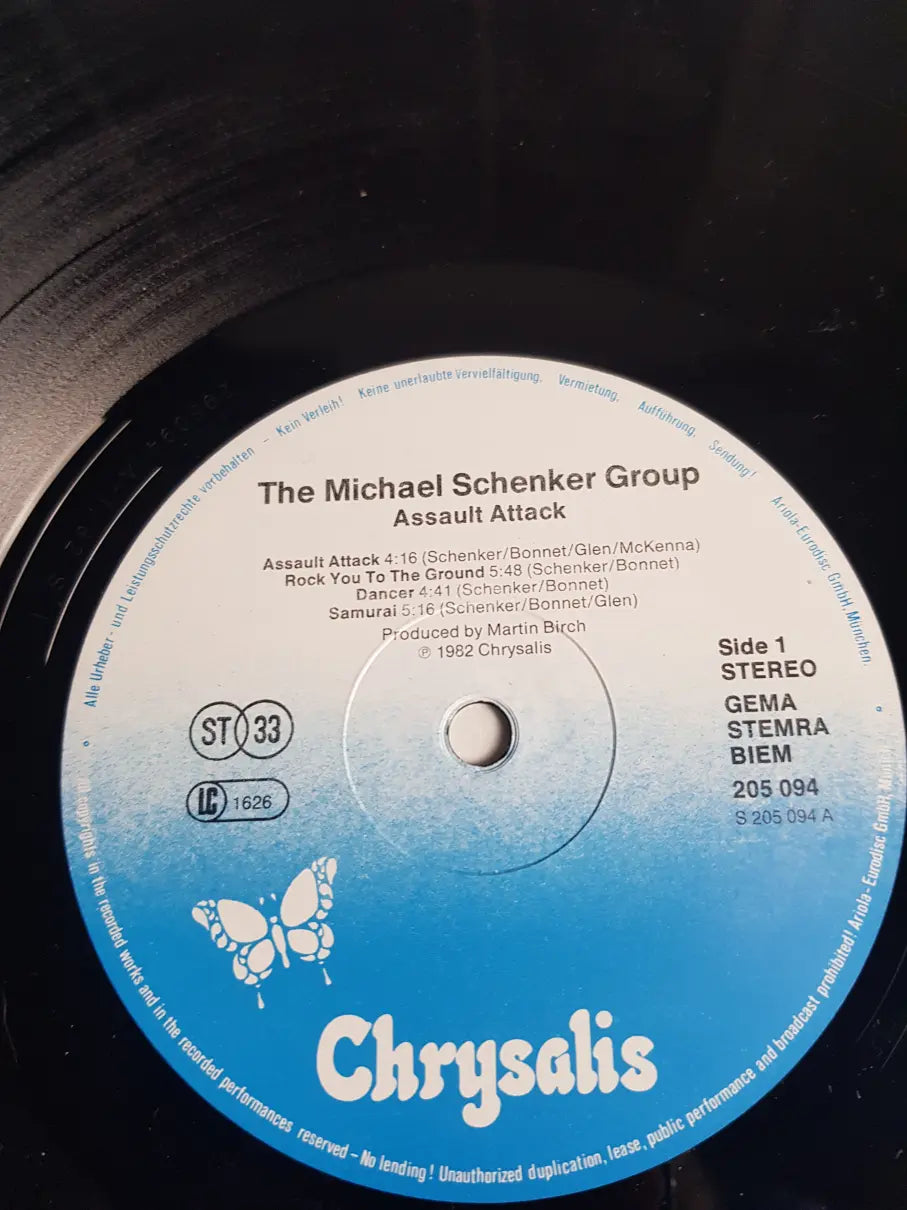 Alle Urheber- und Leistungsschutzrechte vorbehalten – Kein Verleih! Keine unerlaubte Vervielfältigung, Vermietung, Aufführung, Sendung! Ariola-Eurodisc GmbH, München.
The Michael Schenker Group
Assault Attack
Assault Attack 4:16 (Schenker/Bonnet/Glen/McKenna)
Rock You To The Ground 5:48 (Schenker/Bonnet)
Dancer 4:41 (Schenker/Bonnet)
Samurai 5:16 (Schenker/Bonnet/Glen)
Produced by Martin Birch
℗ 1982 Chrysalis
Side 1
STEREO
GEMA
STEMRA
BIEM
205 094
S 205 094 A
ST 33
LC 1626
Chrysalis
All copyrights in the recorded works and in the recorded performances reserved – No lending! Unauthorized duplication, lease, public performance and broadcast prohibited! Ariola-Eurodisc GmbH,